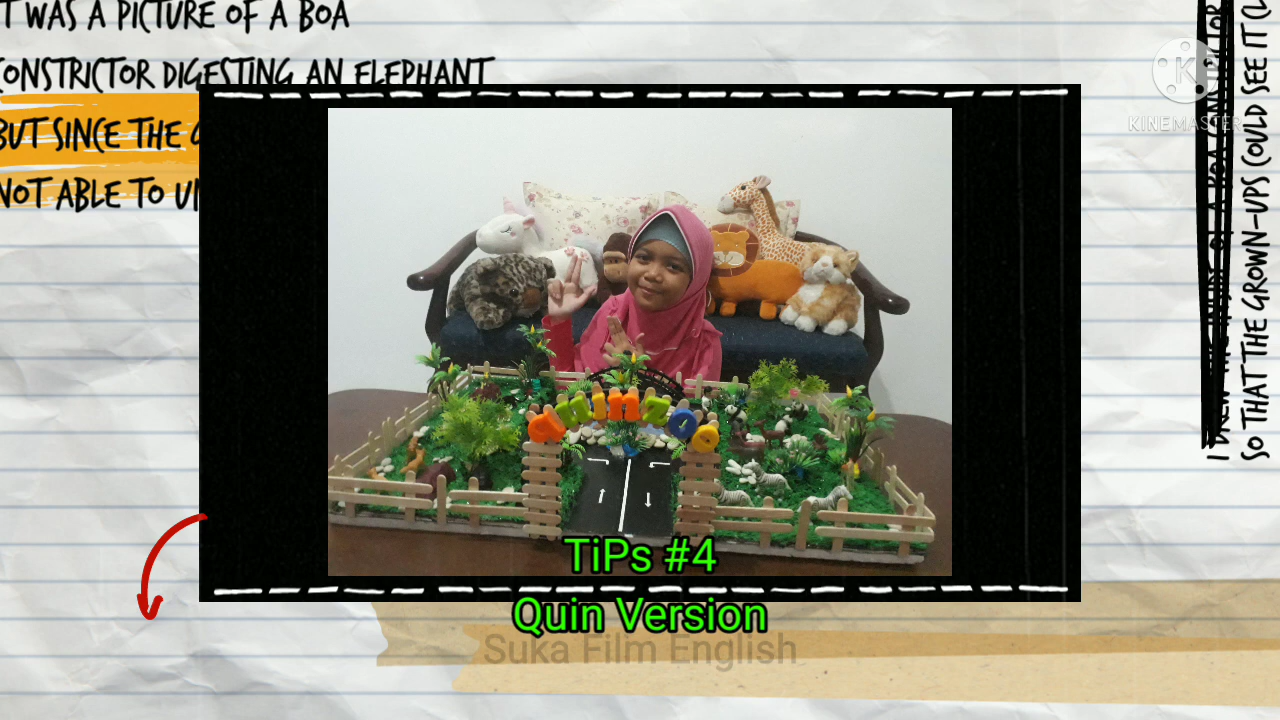 IT WAS A PICTURE OF A BOA
CONSTRICTOR DIGESTING AN ELEPHANT
BUT SINCE THE
NOT ABLE TO
SO THAT THE GROWN-UPS COULD SEE IT
KINEMASTER
TiPs #4
Quin Version
Suka Film English